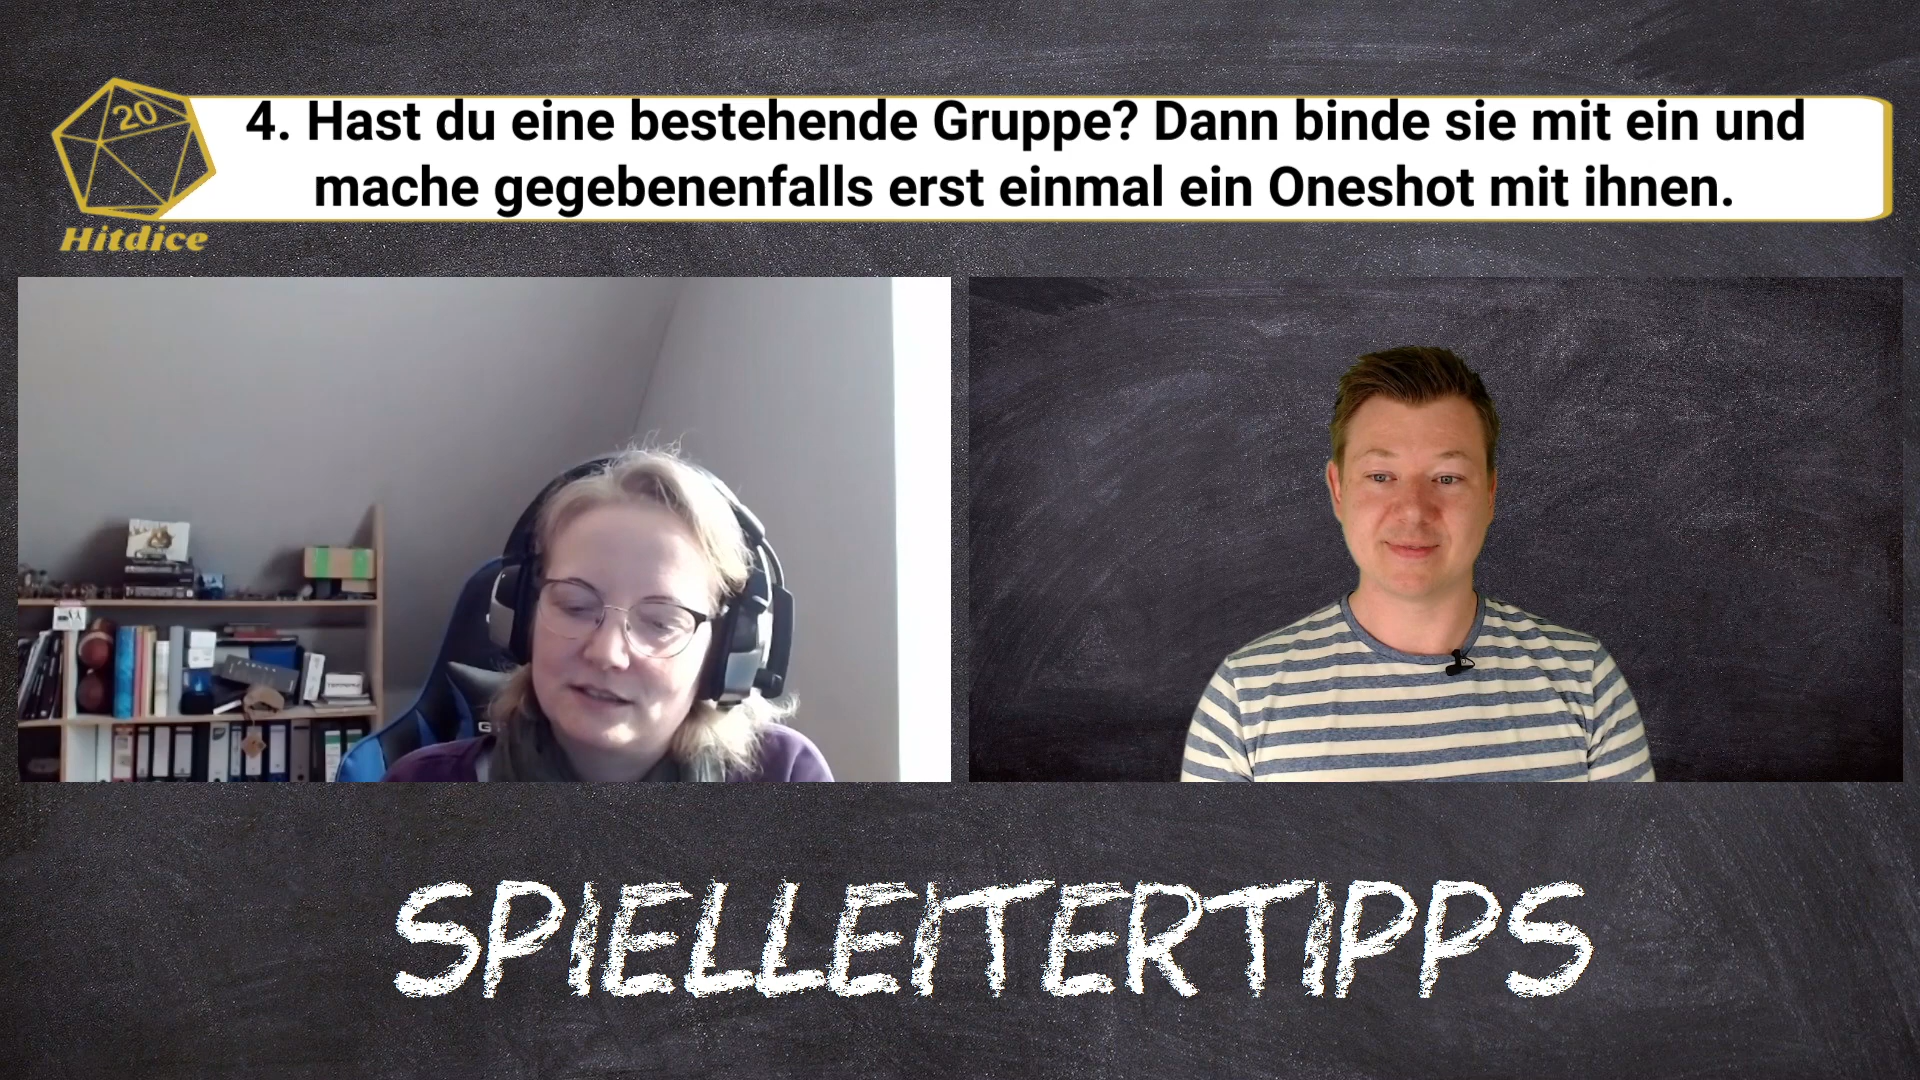 20
4. Hast du eine bestehende Gruppe? Dann binde sie mit ein und
mache gegebenenfalls erst einmal ein Oneshot mit ihnen.
Hitdice
SPIELLEITERTIPPS